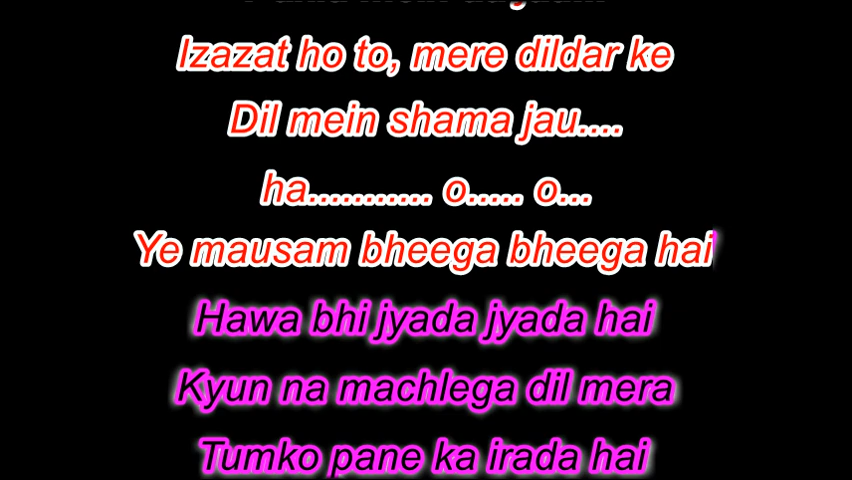 Izazat ho to, mere dildar ke
Dil mein shama jau....
ha........... o..... o...
Ye mausam bheega bheega hai
Hawa bhi jyada jyada hai
Kyun na machlega dil mera
Tumko pane ka irada hai